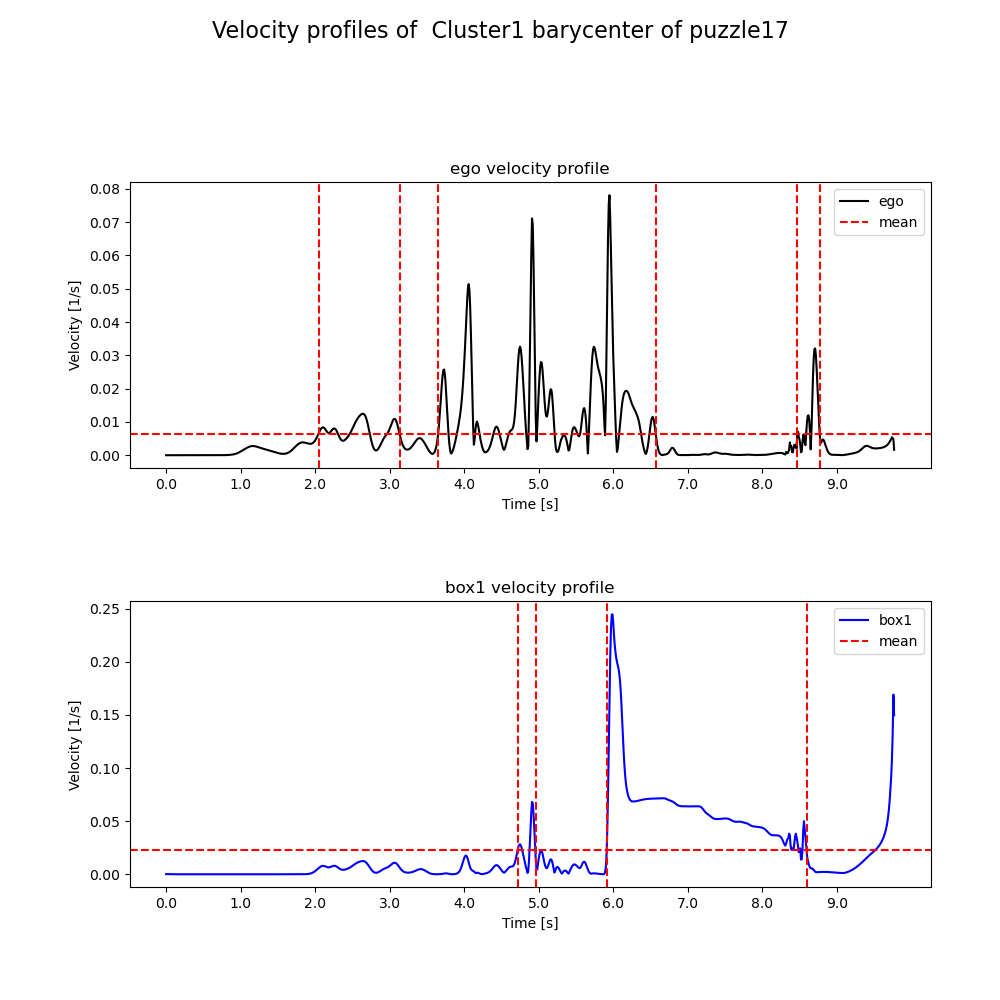 Velocity profiles of  Cluster1 barycenter of puzzle17
ego velocity profile
0.08
0.07
0.06
0.05
0.04
0.03
0.02
0.01
0.00
Velocity [1/s]
ego
mean
0.0 1.0 2.0 3.0 4.0 5.0 6.0 7.0 8.0 9.0
Time [s]
box1 velocity profile
0.25
0.20
0.15
0.10
0.05
0.00
Velocity [1/s]
box1
mean
0.0 1.0 2.0 3.0 4.0 5.0 6.0 7.0 8.0 9.0
Time [s]